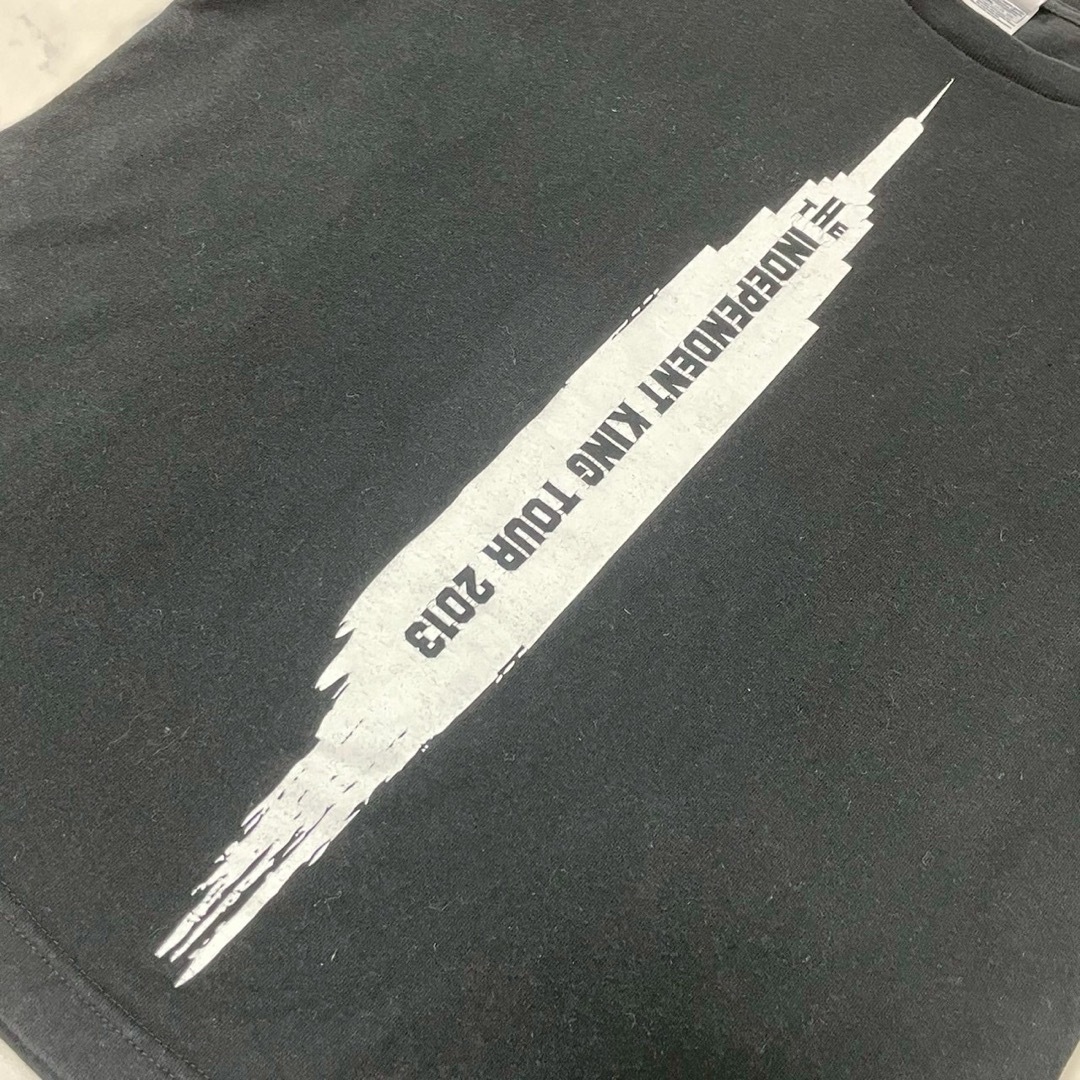 THE INDEPENDENT KING TOUR 2013